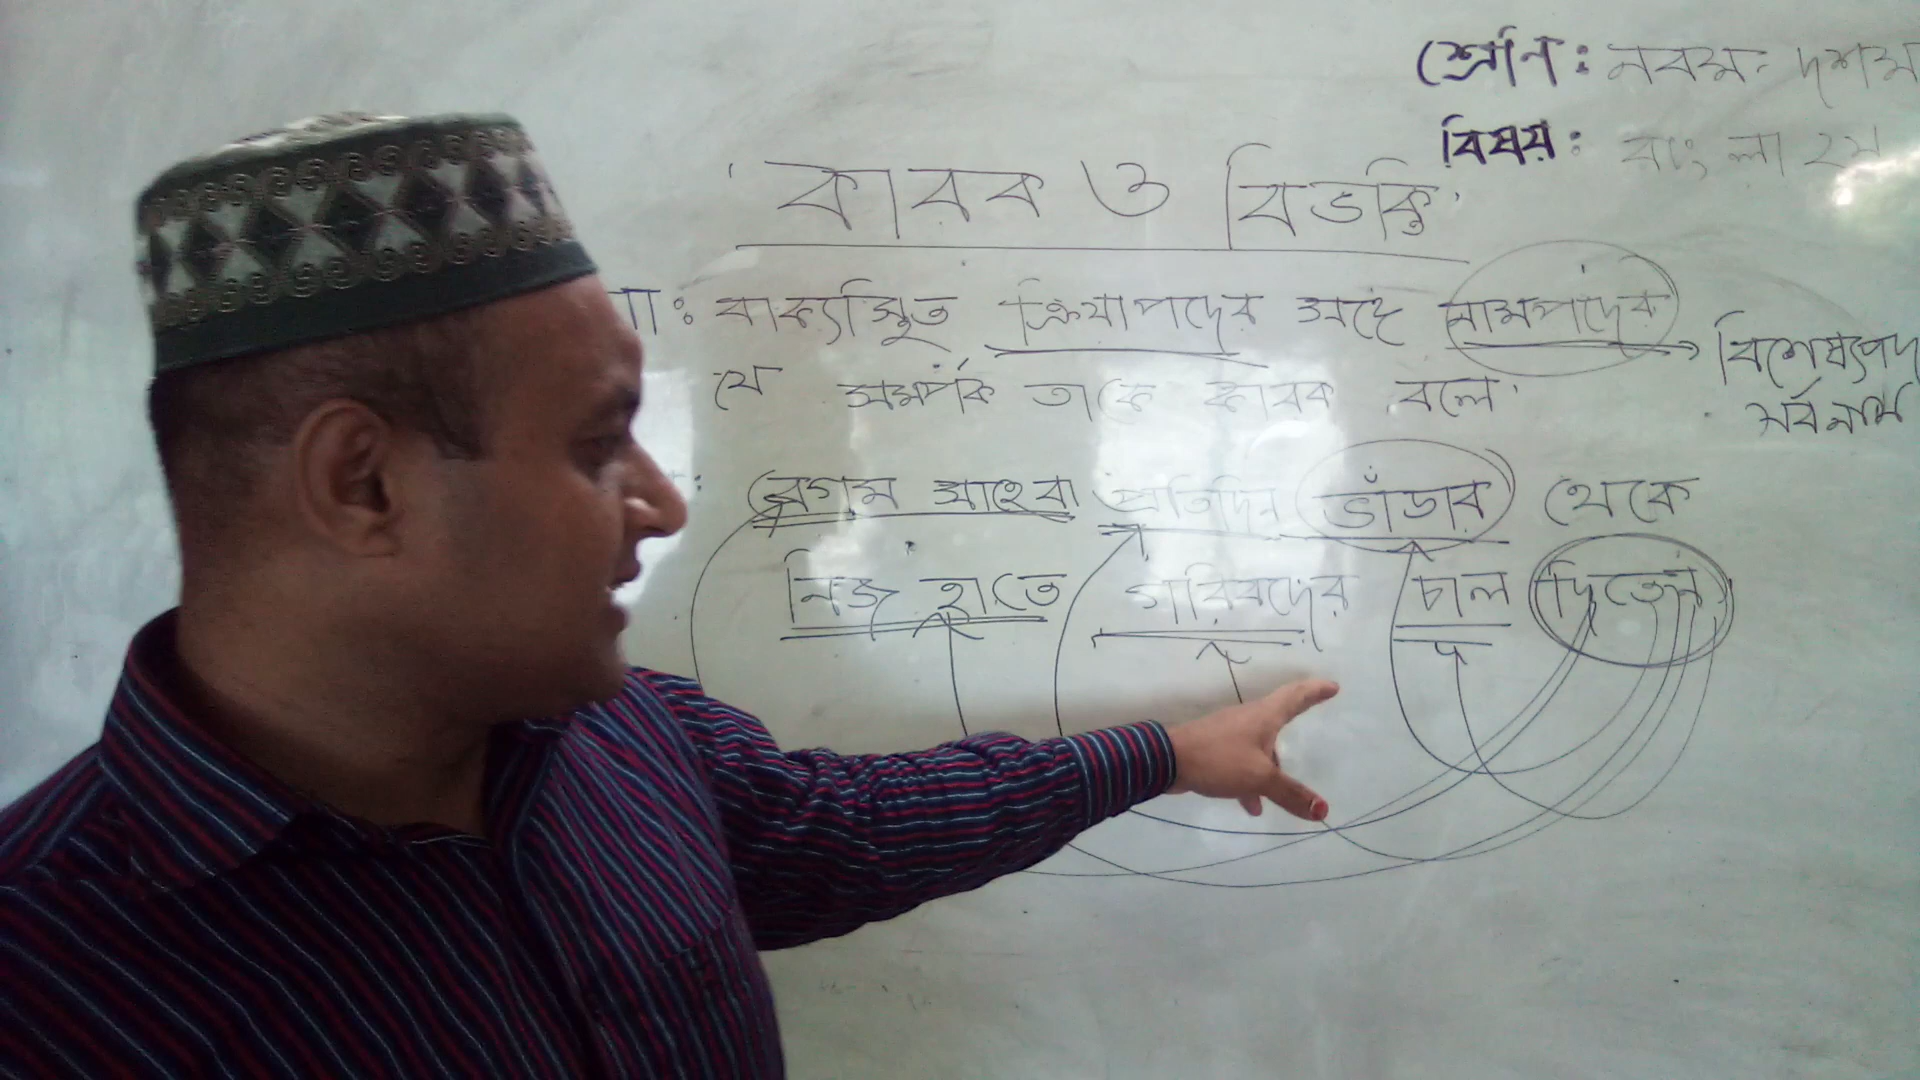 শ্রেণি : নবম - দশম
বিষয় : বাংলা ২য়
'কারক ও বিভক্তি'
বাক্যস্থিত ক্রিয়াপদের সঙ্গে নামপদের
যে সম্পর্ক তাকে কারক বলে।
বিশেষ্যপদ
সর্বনাম
বেগম সাহেবা প্রতিদিন ভাঁড়ার থেকে
নিজ হাতে গরিবদের চাল দিতেন